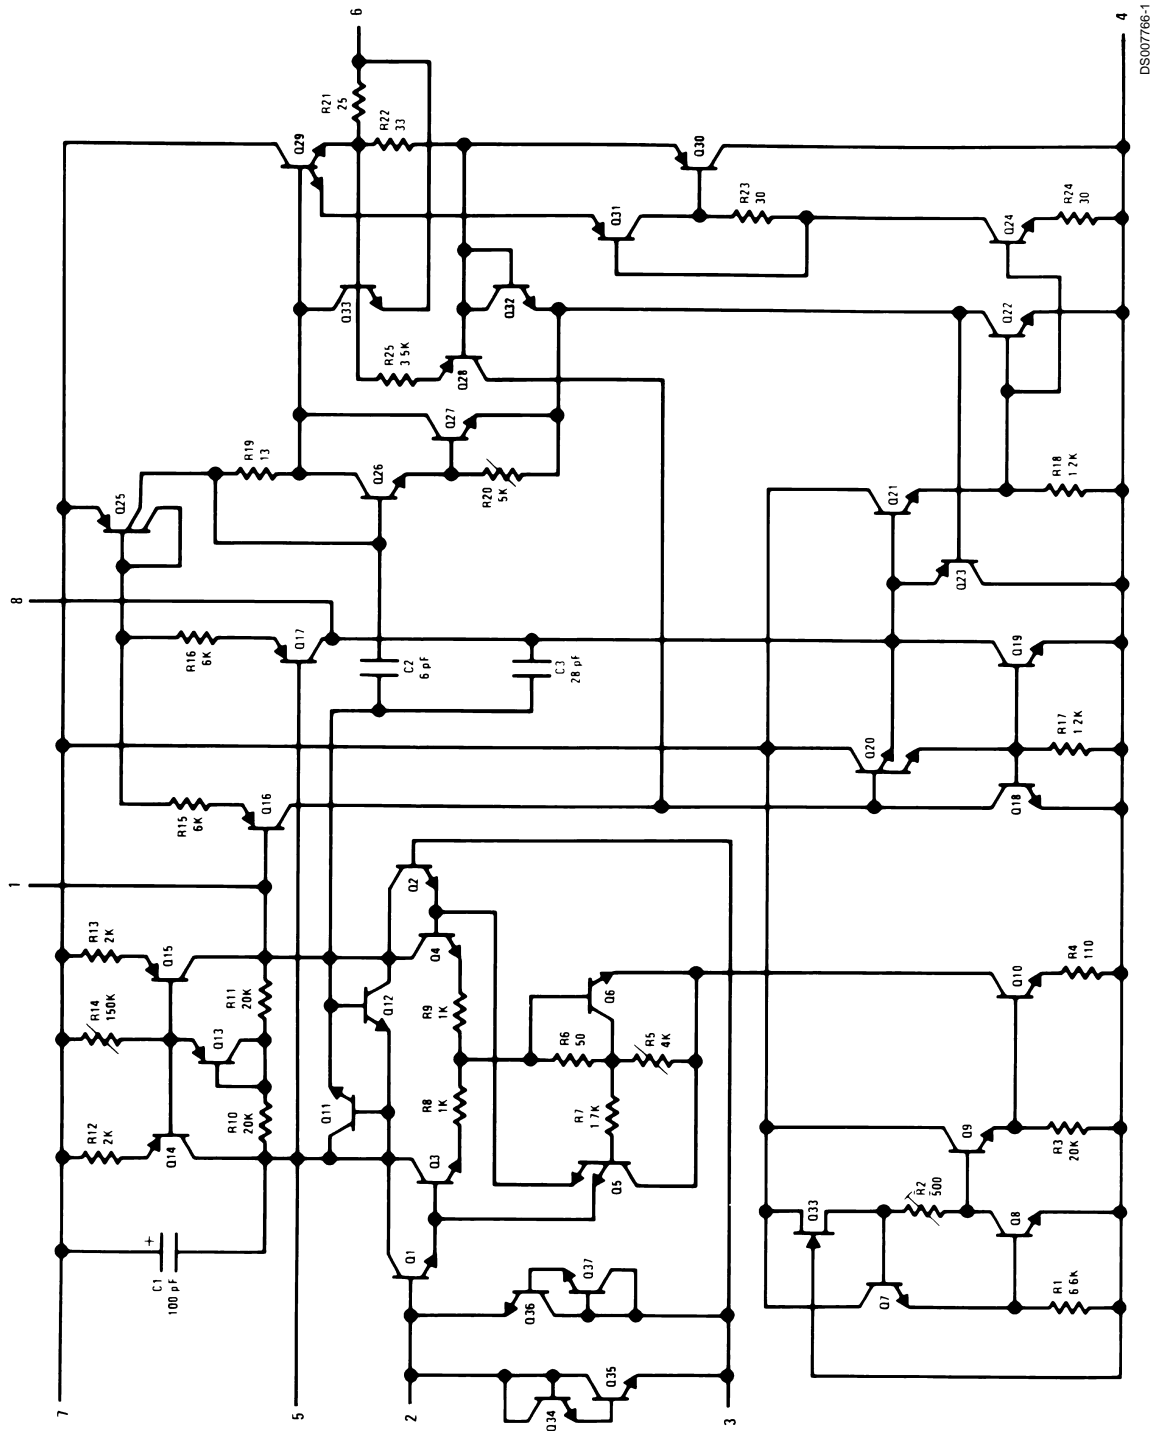 7
5
2
3
C1
100 pF
+
R12
2K
Q14
R10
20K
R14
150K
Q13
R13
2K
Q15
R11
20K
1
R15
6K
Q16
R16
6K
Q17
8
Q25
R19
13
C2
6 pF
C3
28 pF
Q26
R20
5K
Q27
R25
3 5K
Q28
Q33
Q32
Q29
R21
25
R22
33
6
Q31
Q30
R23
30
Q24
R24
30
Q22
Q21
Q23
R18
1 2K
Q19
Q20
R17
1 2K
Q18
Q11
Q12
Q2
Q4
R9
1K
R8
1K
Q3
Q1
R6
50
Q6
R5
4K
R7
1 7K
Q5
Q36
Q37
Q34
Q35
Q33
R2
500
Q7
Q8
R1
6 6K
Q9
R3
20K
Q10
R4
110
4
DS007766-1